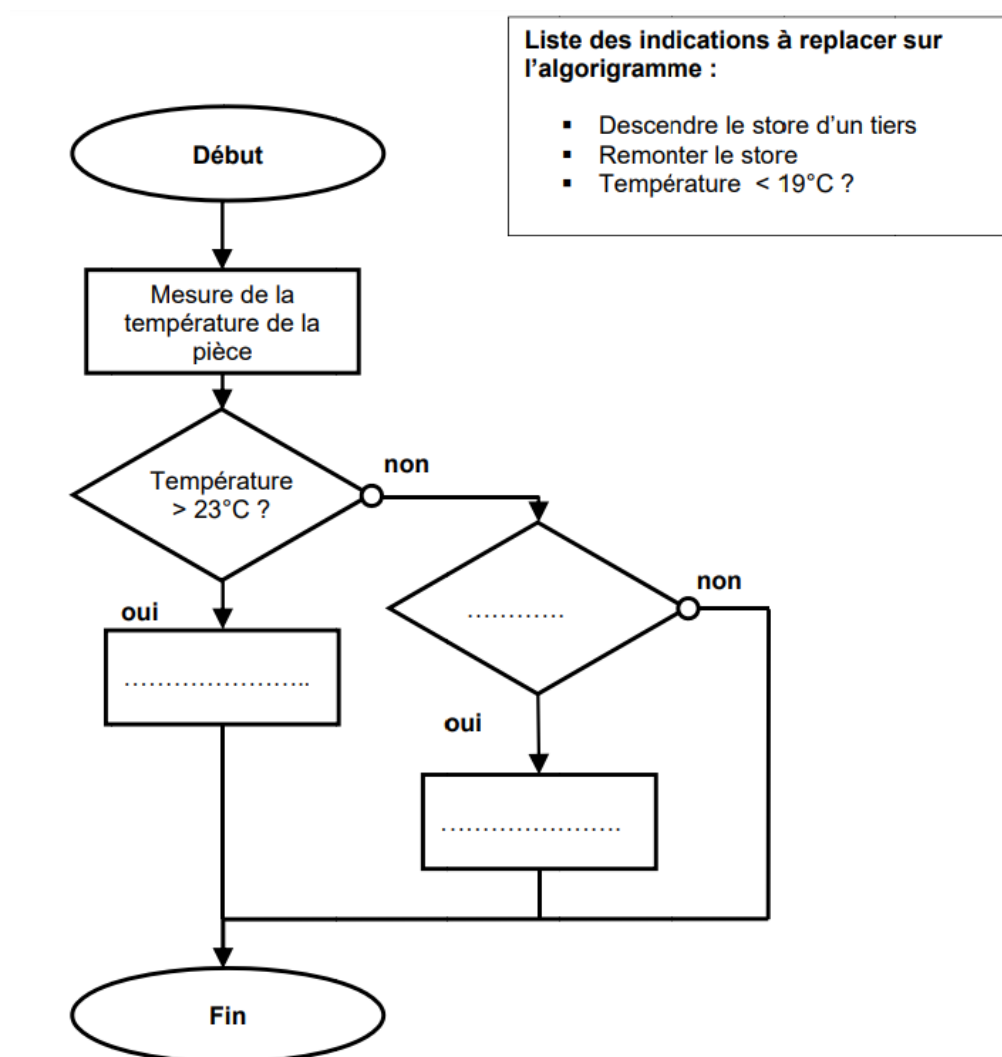 Liste des indications à replacer sur
l'algorigramme :
▪ Descendre le store d'un tiers
▪ Remonter le store
▪ Température < 19°C ?
Début
Mesure de la
température de la
pièce
Température
> 23°C ?
non
oui
…………………..
…………
non
oui
………………….
Fin